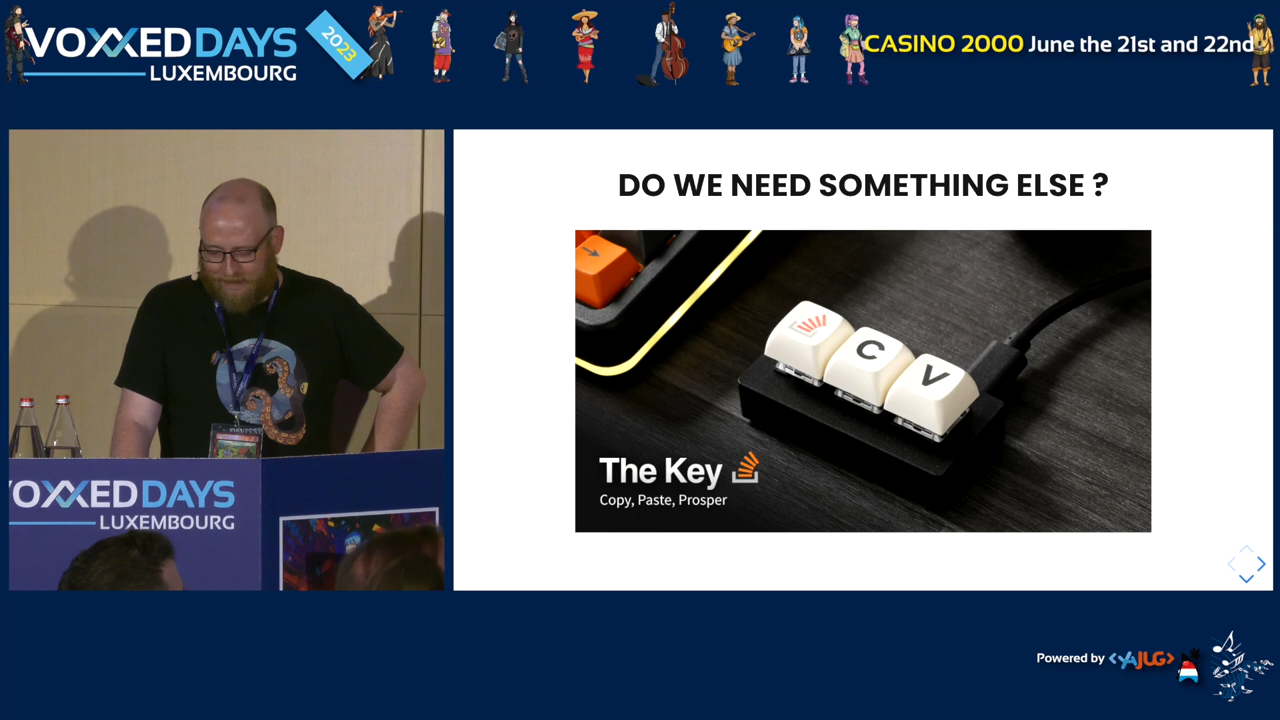 VOXXEDDAYS
LUXEMBOURG
2023
CASINO 2000 June the 21st and 22nd
DO WE NEED SOMETHING ELSE ?
C
V
The Key
Copy, Paste, Prosper
VOXXEDDAYS
LUXEMBOURG
Powered by <YAJUG>